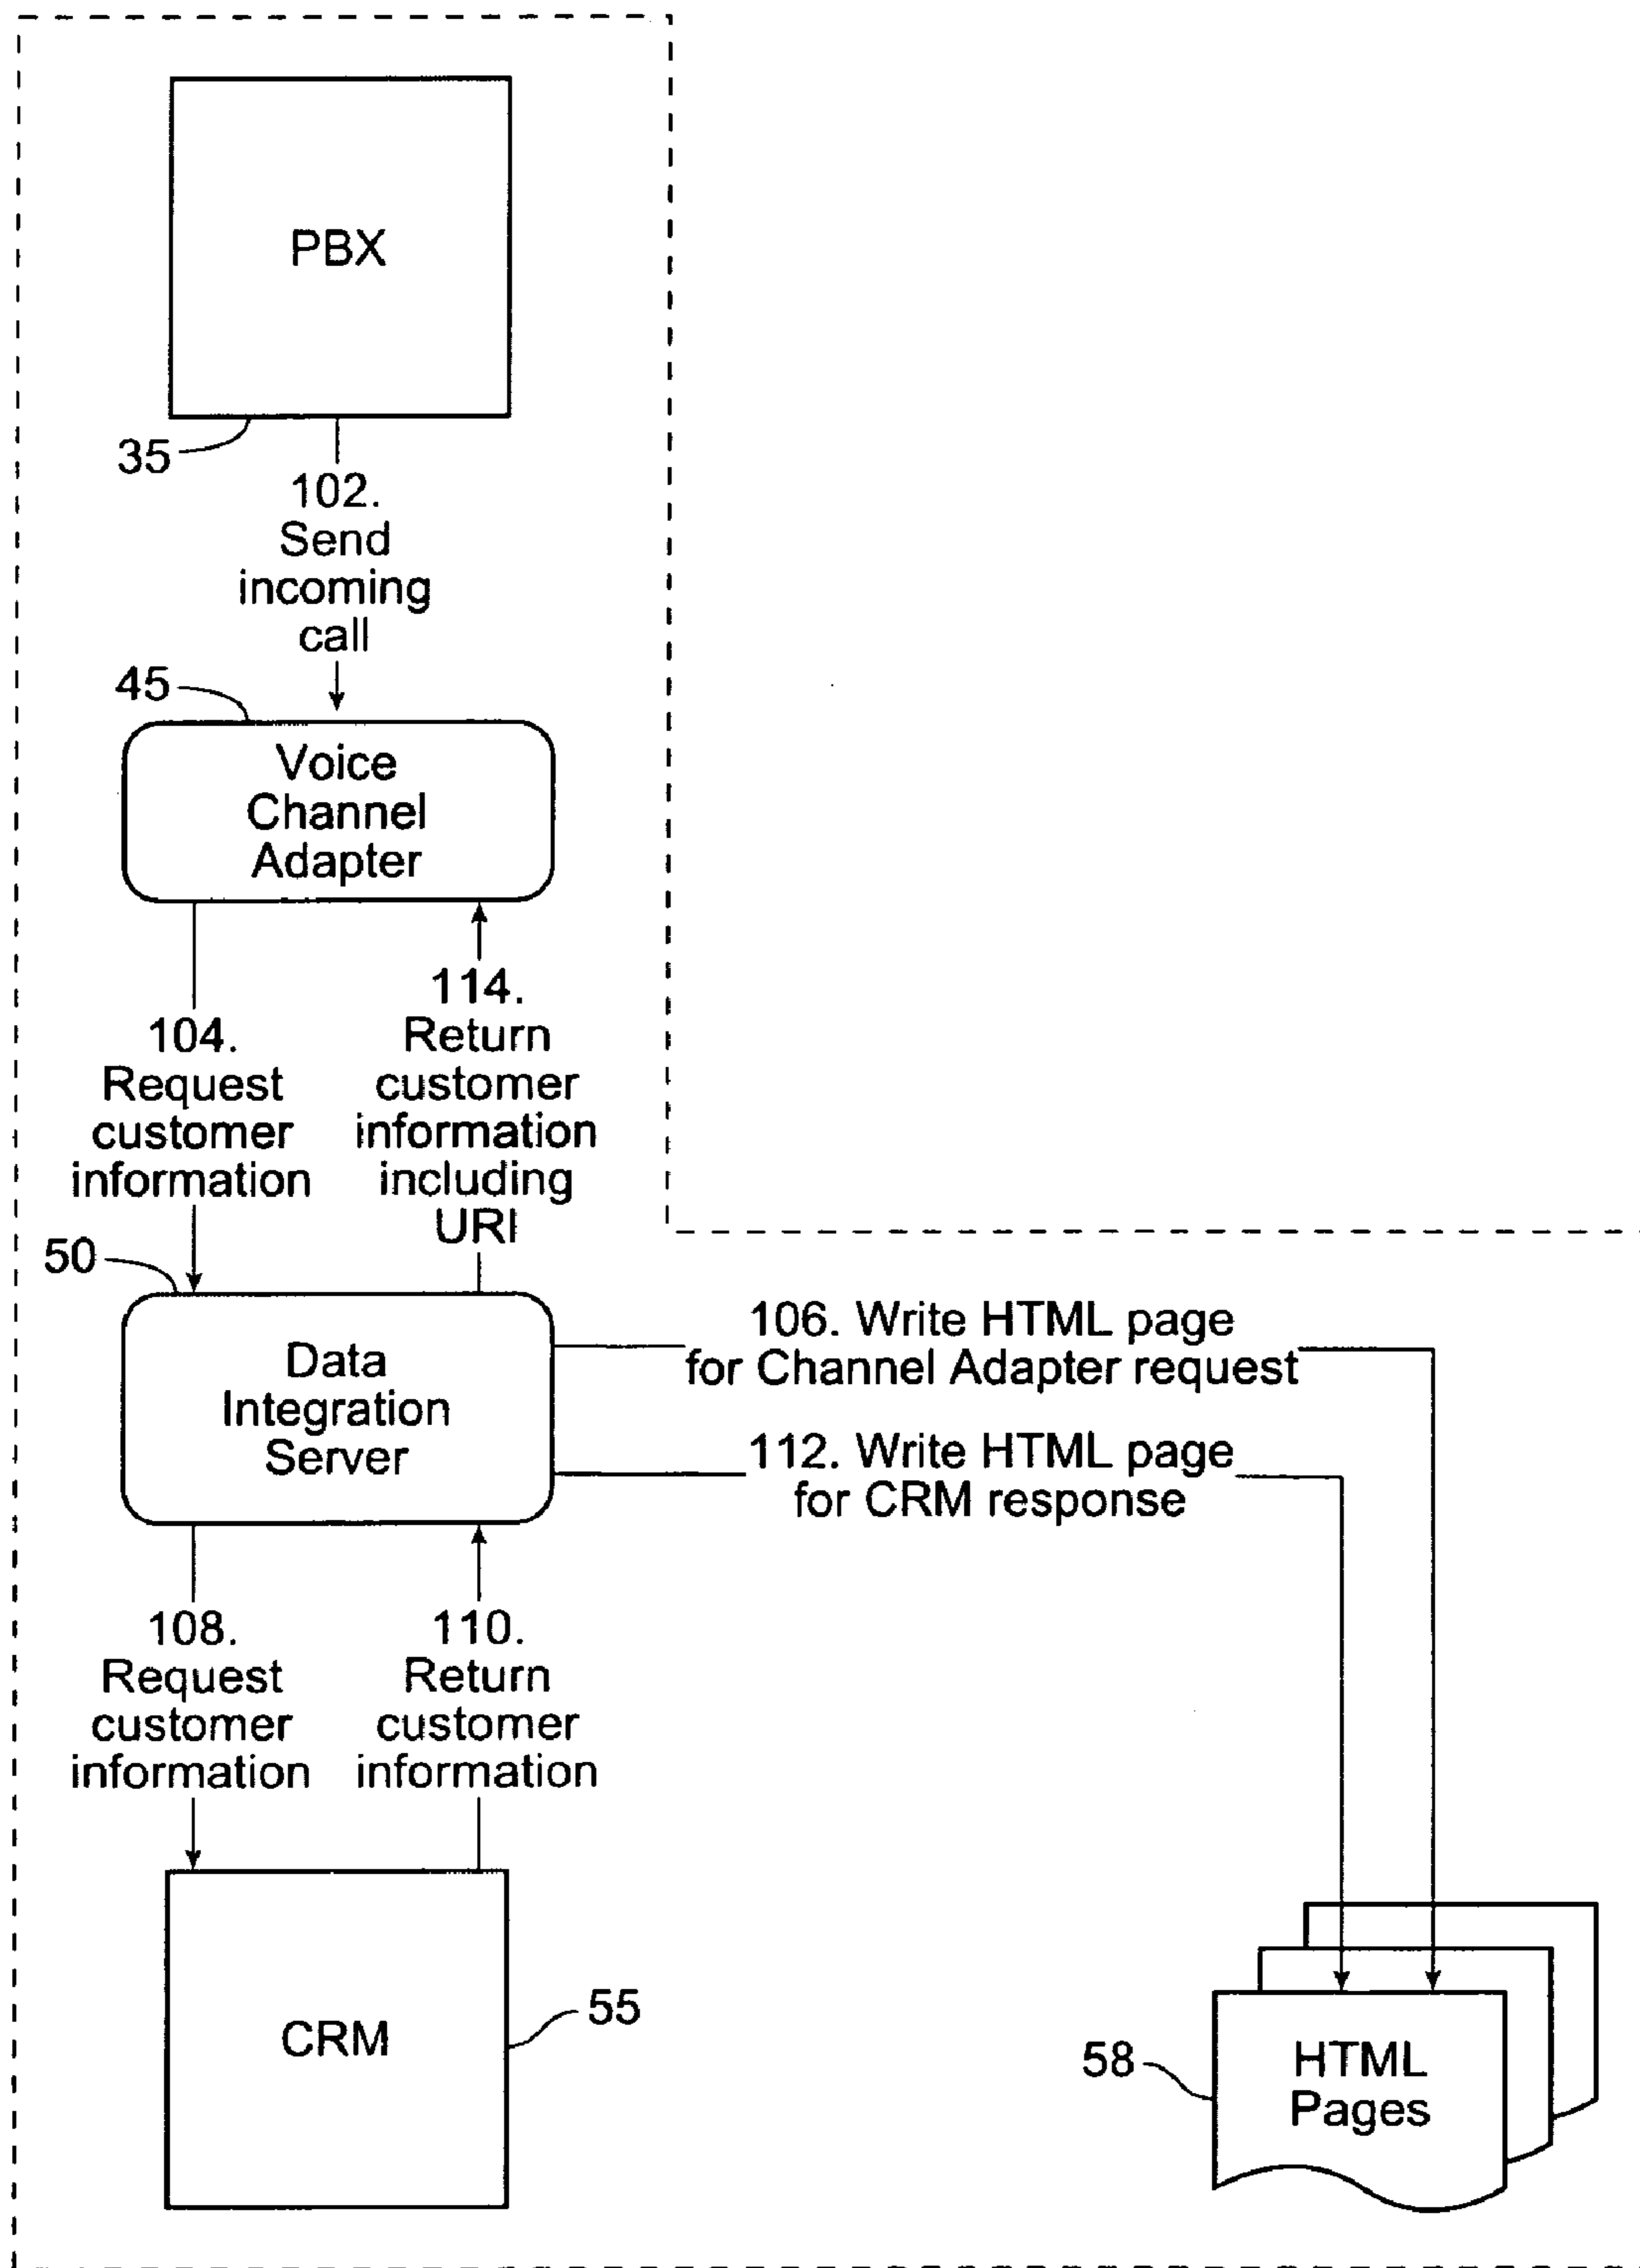 PBX
35
102.
Send
incoming
call
45
Voice
Channel
Adapter
104.
Request
customer
information
114.
Return
customer
information
including
URI
50
Data
Integration
Server
106. Write HTML page
for Channel Adapter request
112. Write HTML page
for CRM response
108.
Request
customer
information
110.
Return
customer
information
CRM
55
58
HTML
Pages